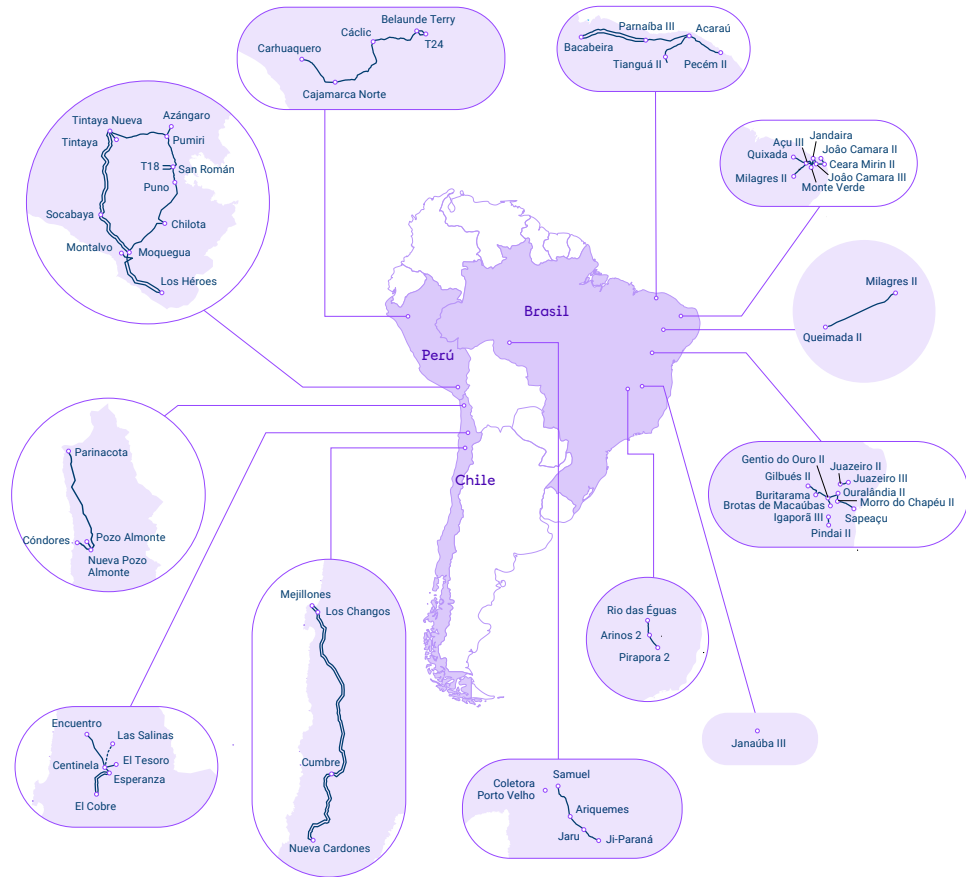 Belaunde Terry
Cáclic
T24
Carhuaquero
Cajamarca Norte
Parnaíba III
Acaraú
Bacabeira
Tianguá II
Pecém II
Tintaya Nueva
Azángaro
Tintaya
Pumiri
T18
San Román
Puno
Socabaya
Chilota
Montalvo
Moquegua
Los Héroes
Jandaira
Açu III
João Camara II
Quixada
Ceara Mirin II
Milagres II
João Camara III
Monte Verde
Milagres II
Queimada II
Brasil
Perú
Chile
Parinacota
Cóndores
Pozo Almonte
Nueva Pozo
Almonte
Gentio do Ouro II
Juazeiro II
Gilbués II
Juazeiro III
Buritarama
Ouralândia II
Brotas de Macaúbas
Morro do Chapéu II
Igaporã III
Sapeaçu
Pindai II
Mejillones
Los Changos
Cumbre
Nueva Cardones
Rio das Éguas
Arinos 2
Pirapora 2
Janaúba III
Encuentro
Las Salinas
Centinela
El Tesoro
Esperanza
El Cobre
Samuel
Coletora
Porto Velho
Ariquemes
Jaru
Ji-Paraná